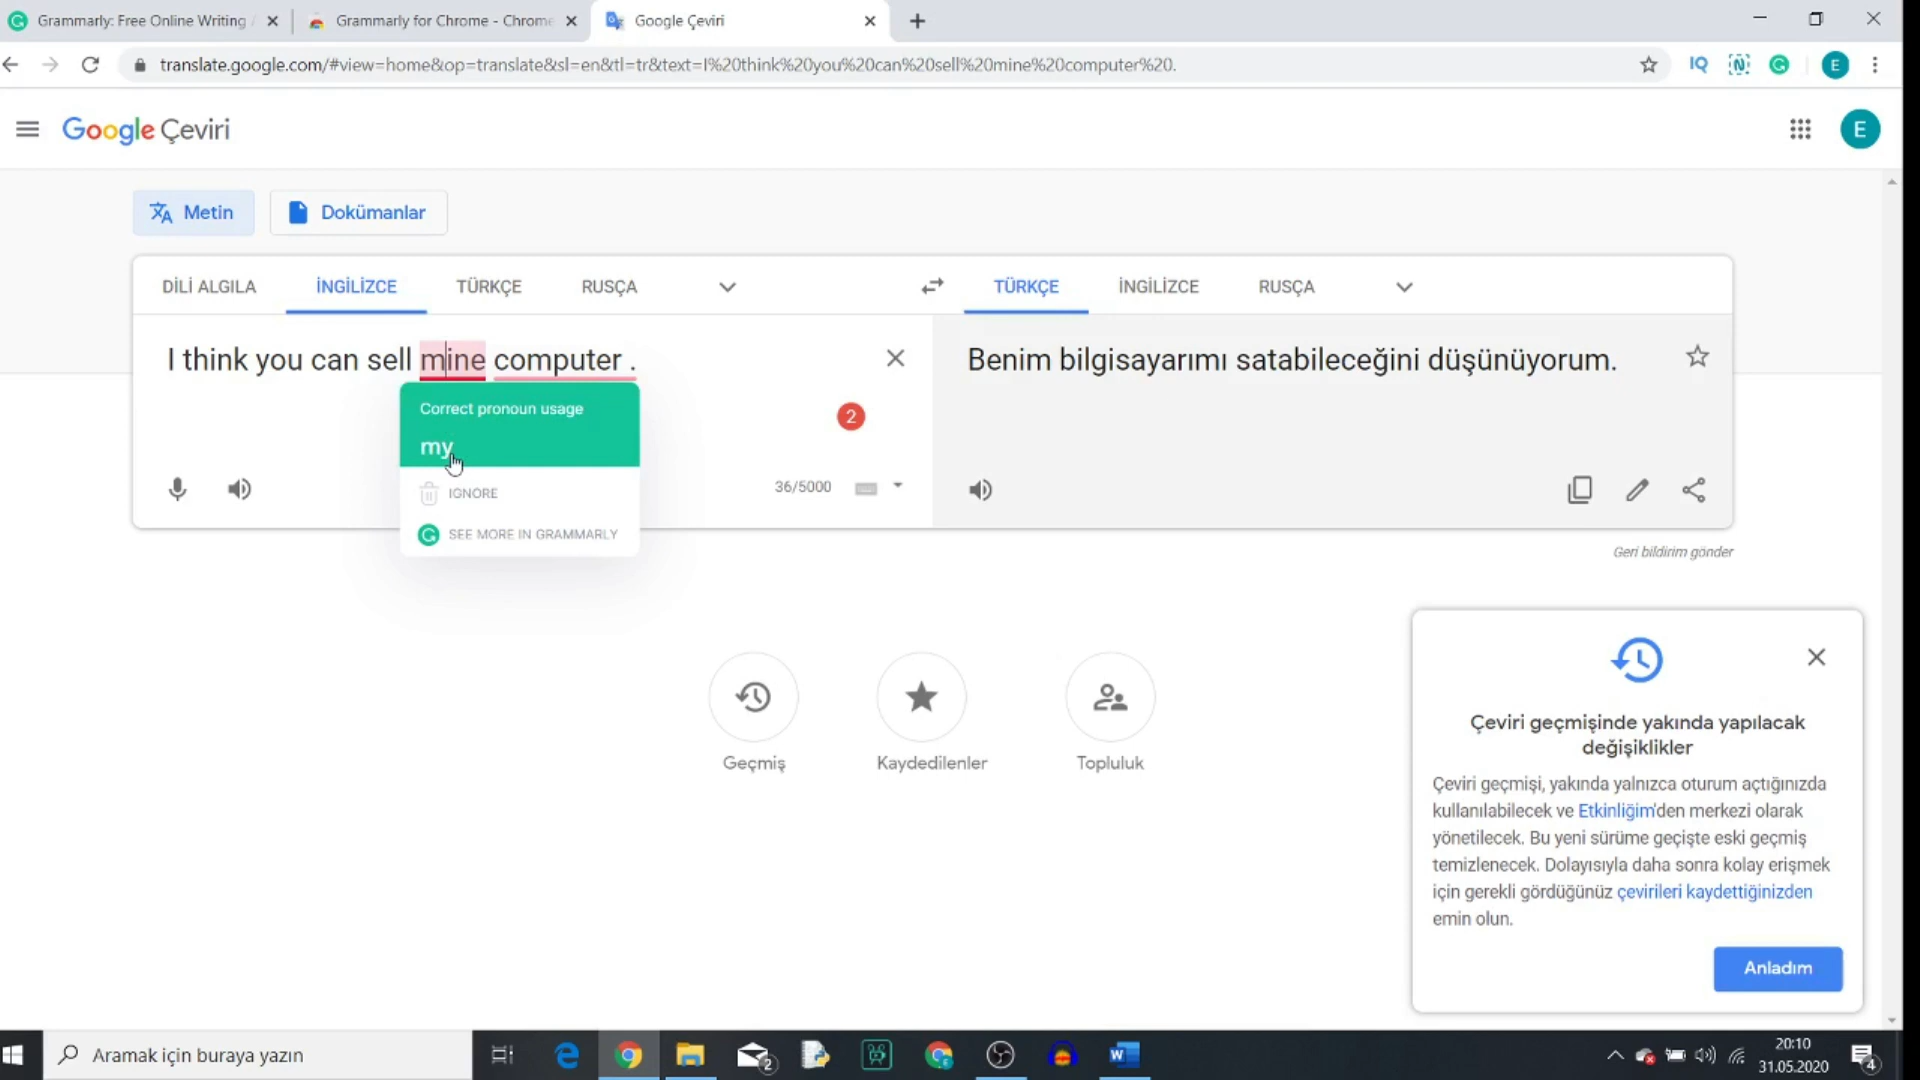 Grammarly: Free Online Writing
Grammarly for Chrome - Chrome
Google Çeviri
translate.google.com/#view=home&op=translate&sl=en&tl=tr&text=I%20think%20you%20can%20sell%20mine%20computer%20.
IQ
N
E
Google Çeviri
E
Metin
Dokümanlar
DİLİ ALGILA
İNGİLİZCE
TÜRKÇE
RUSÇA
TÜRKÇE
İNGİLİZCE
RUSÇA
I think you can sell mine computer .
Benim bilgisayarımı satabileceğini düşünüyorum.
Correct pronoun usage
my
2
IGNORE
36/5000
SEE MORE IN GRAMMARLY
Geri bildirim gönder
Geçmiş
Kaydedilenler
Topluluk
Çeviri geçmişinde yakında yapılacak
değişiklikler
Çeviri geçmişi, yakında yalnızca oturum açtığınızda
kullanılabilecek ve Etkinliğim'den merkezi olarak
yönetilecek. Bu yeni sürüme geçişte eski geçmiş
temizlenecek. Dolayısıyla daha sonra kolay erişmek
için gerekli gördüğünüz çevirileri kaydettiğinizden
emin olun.
Anladım
Aramak için buraya yazın
2
W
20:10
31.05.2020
4